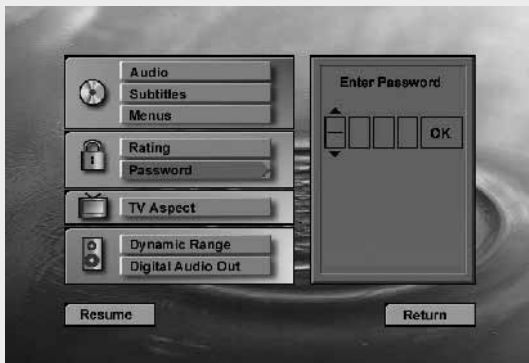 Audio
Subtitles
Menus
Rating
Password
TV Aspect
Dynamic Range
Digital Audio Out
Enter Password
OK
Resume
Return